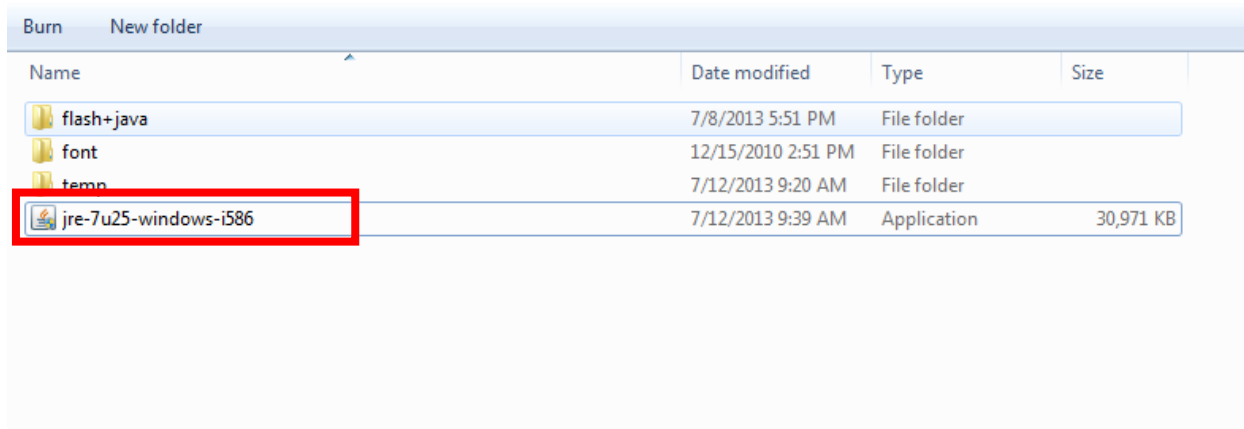 Burn New folder
Name Date modified Type Size
flash+java 7/8/2013 5:51 PM File folder
font 12/15/2010 2:51 PM File folder
temp 7/12/2013 9:20 AM File folder
jre-7u25-windows-i586 7/12/2013 9:39 AM Application 30,971 KB